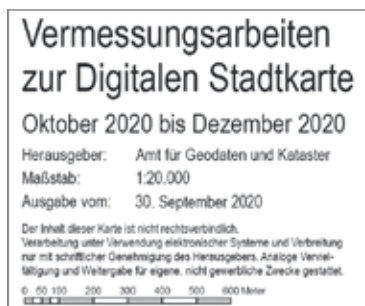 Vermessungsarbeiten
zur Digitalen Stadtkarte
Oktober 2020 bis Dezember 2020
Herausgeber: Amt für Geodaten und Kataster
Maßstab: 1:20.000
Ausgabe vom: 30. September 2020
Der Inhalt dieser Karte ist nicht rechtsverbindlich.
Verarbeitung unter Verwendung elektronischer Systeme und Verbreitung
nur mit schriftlicher Genehmigung des Herausgebers. Analoge Verviel-
fältigung und Weitergabe für eigene, nicht gewerbliche Zwecke gestattet.
0 50 100 200 300 400 500 600 Meter